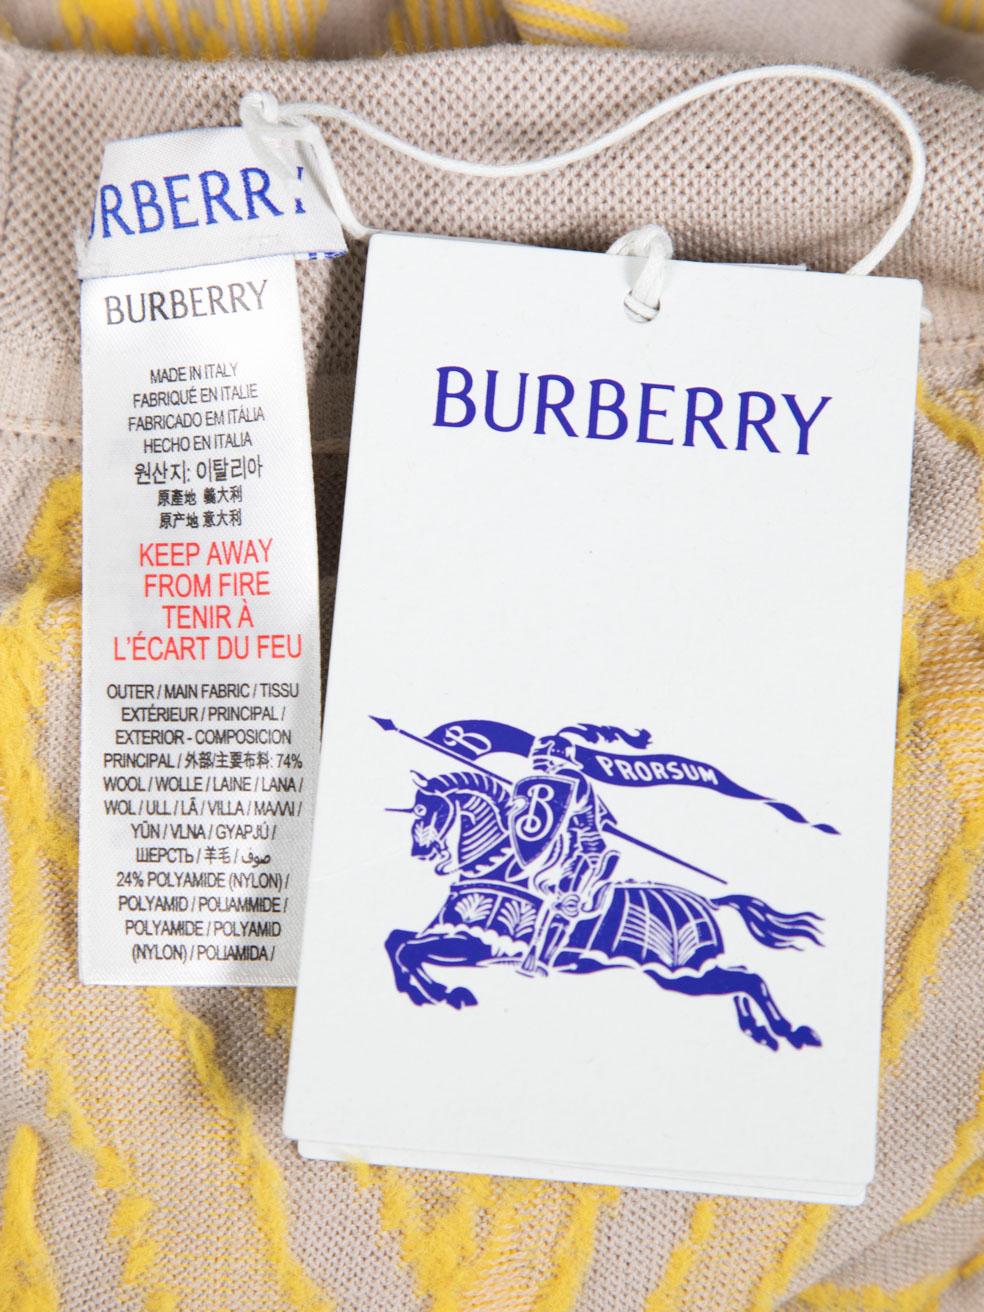 URBERRY
BURBERRY
MADE IN ITALY
FABRIQUÉ EN ITALIE
FABRICADO EM ITÁLIA
HECHO EN ITALIA
원산지: 이탈리아
原產地 義大利
原产地 意大利
KEEP AWAY
FROM FIRE
TENIR À
L'ÉCART DU FEU
OUTER / MAIN FABRIC / TISSU
EXTÉRIEUR / PRINCIPAL /
EXTERIOR - COMPOSICION
PRINCIPAL / 外部/主要布料: 74%
WOOL / WOLLE / LAINE / LANA /
WOL / ULL / LÃ / VILLA / ΜΑΛΛΙ /
YÜN / VLNA / GYAPJÚ /
ШЕРСТЬ / 羊毛 / صوف
24% POLYAMIDE (NYLON) /
POLYAMID / POLIAMMIDE /
POLYAMIDE / POLYAMID
(NYLON) / POLIAMIDA /
BURBERRY
B
PRORSUM
B